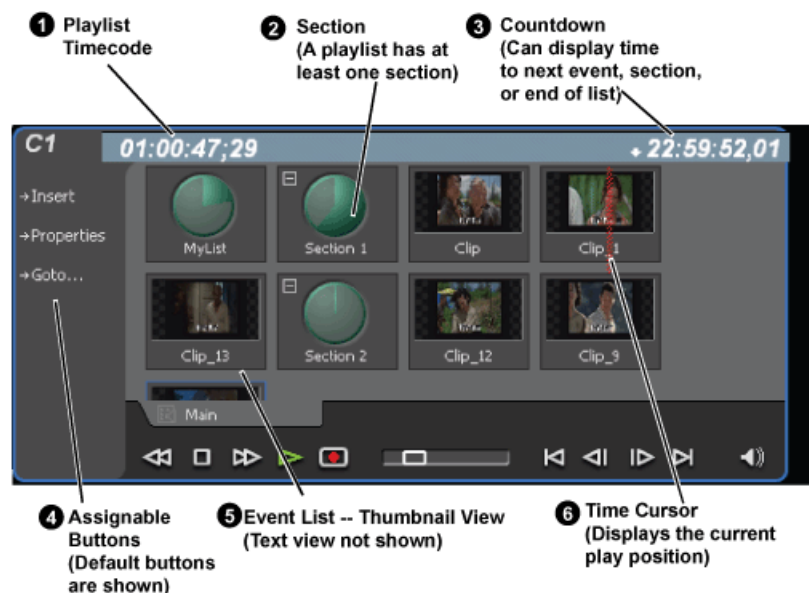 1 Playlist
Timecode
2 Section
(A playlist has at
least one section)
3 Countdown
(Can display time
to next event, section,
or end of list)
C1
01:00:47;29
+ 22:59:52,01
→Insert
→Properties
→Goto...
MyList
Section 1
Clip
Clip_1
Clip_13
Section 2
Clip_12
Clip_9
Main
4 Assignable
Buttons
(Default buttons
are shown)
5 Event List -- Thumbnail View
(Text view not shown)
6 Time Cursor
(Displays the current
play position)